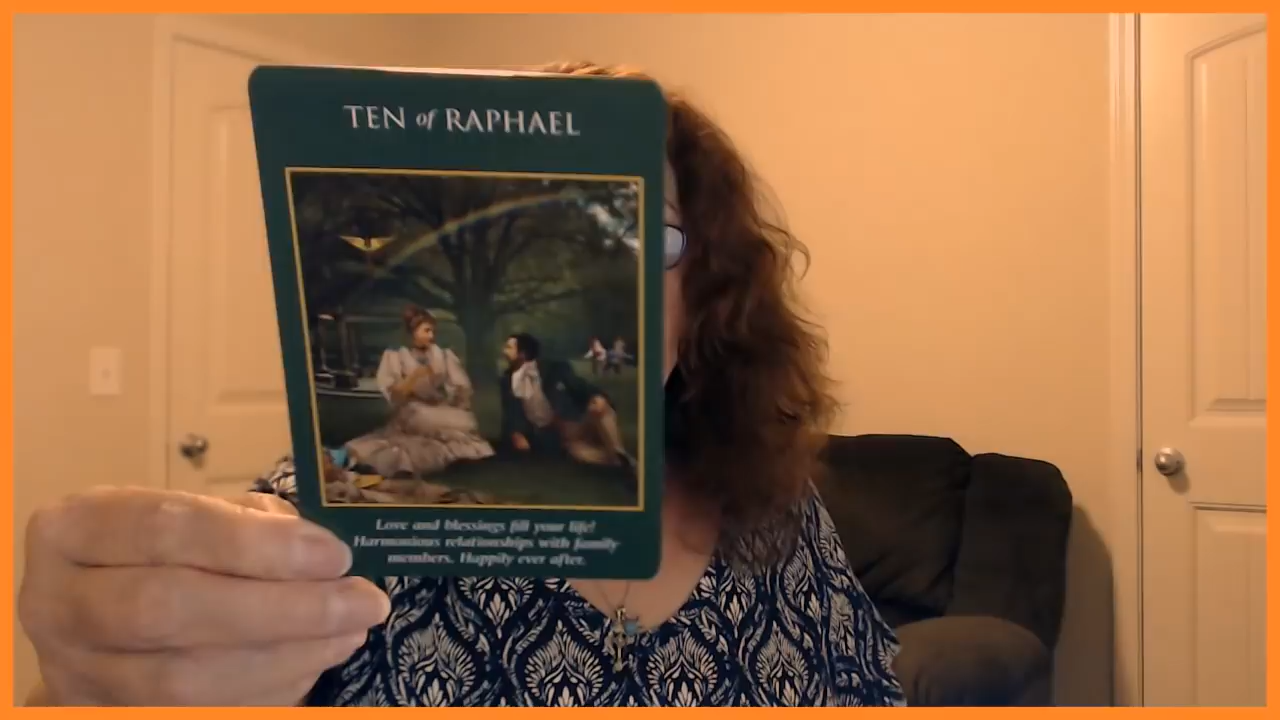 TEN of RAPHAEL
Love and blessings fill your life!
Harmonious relationships with family
members. Happily ever after.